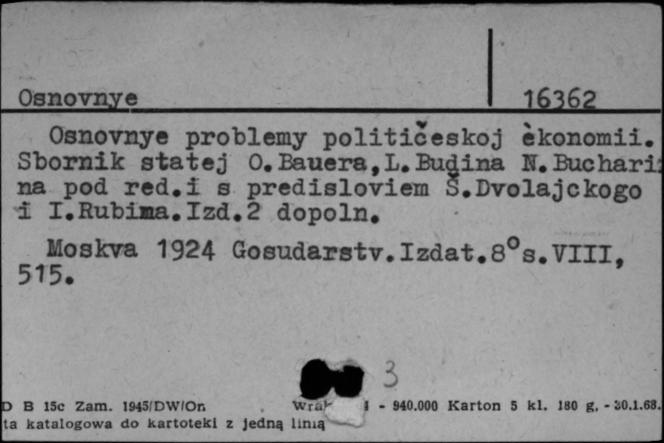 Osnovnye 16362
Osnovnye problemy političeskoj èkonomii.
Sbornik statej O.Bauera,L.Budina N.Buchari
na pod red.i s predisloviem Š.Dvolajckogo
i I.Rubina.Izd.2 dopoln.
Moskva 1924 Gosudarstv.Izdat.8°s.VIII,
515.
3
D B 15c Zam. 1945/DW/On - 940.000 Karton 5 kl. 180 g. - 30.1.68.
ta katalogowa do kartoteki z jedną linią